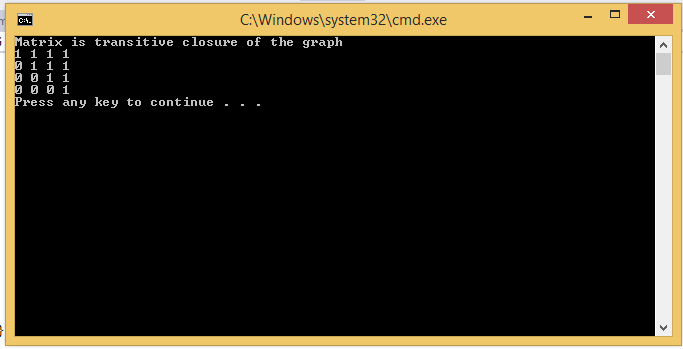 C:\Windows\system32\cmd.exe
Matrix is transitive closure of the graph
1 1 1 1
0 1 1 1
0 0 1 1
0 0 0 1
Press any key to continue . . .
}